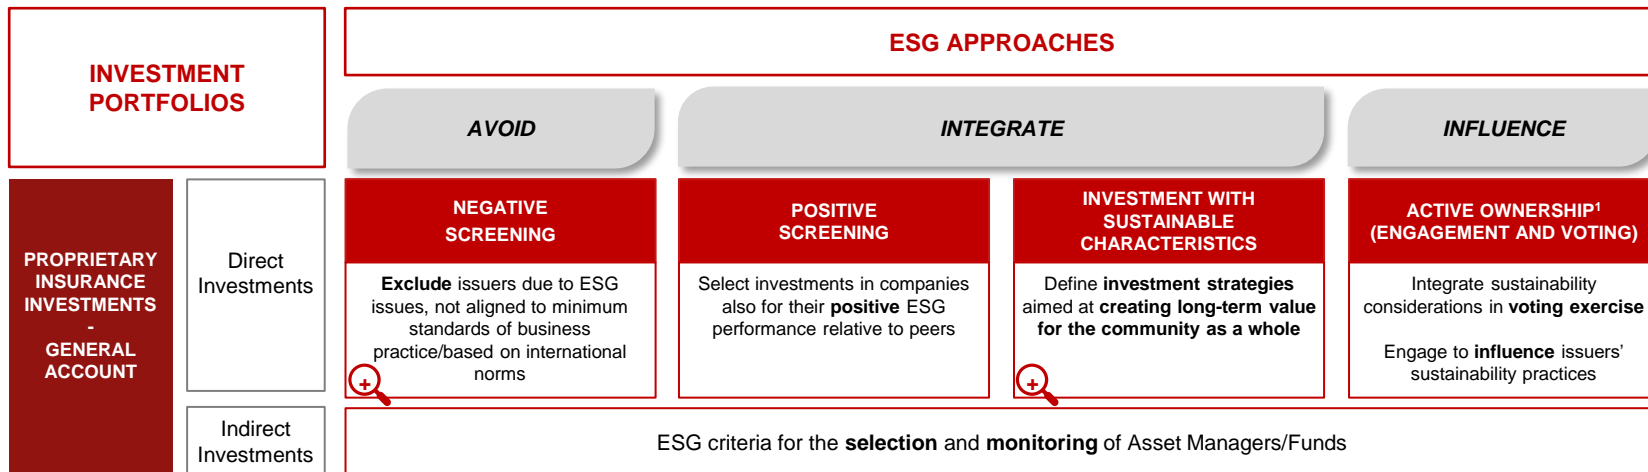 INVESTMENT
PORTFOLIOS
ESG APPROACHES
AVOID
INTEGRATE
INFLUENCE
PROPRIETARY
INSURANCE
INVESTMENTS
-
GENERAL
ACCOUNT
Direct
Investments
NEGATIVE
SCREENING
Exclude issuers due to ESG
issues, not aligned to minimum
standards of business
practice/based on international
norms
+
POSITIVE
SCREENING
Select investments in companies
also for their positive ESG
performance relative to peers
INVESTMENT WITH
SUSTAINABLE
CHARACTERISTICS
Define investment strategies
aimed at creating long-term value
for the community as a whole
+
ACTIVE OWNERSHIP¹
(ENGAGEMENT AND VOTING)
Integrate sustainability
considerations in voting exercise
Engage to influence issuers’
sustainability practices
Indirect
Investments
ESG criteria for the selection and monitoring of Asset Managers/Funds